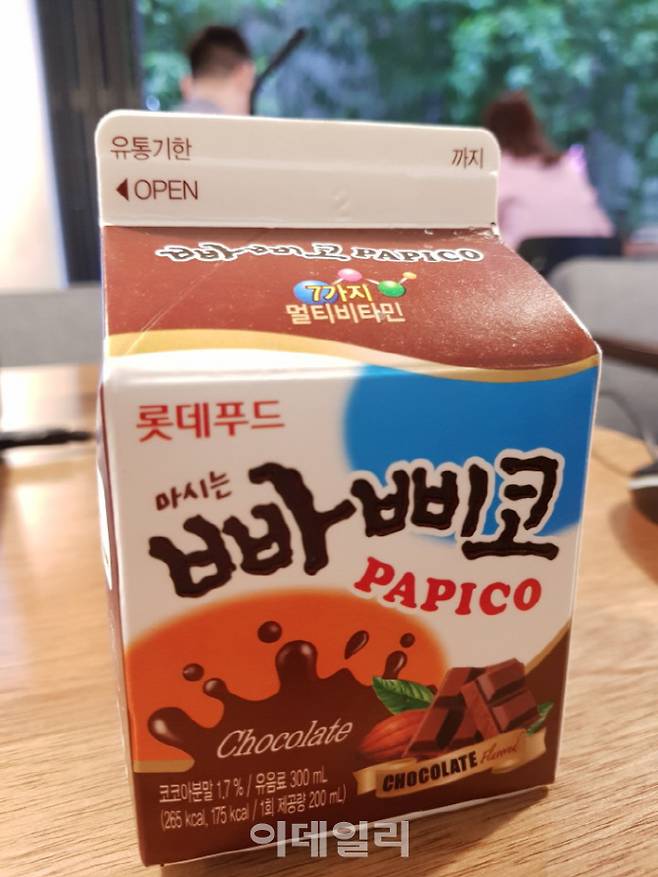 유통기한 까지
◀OPEN
빠삐코 PAPICO
7가지
멀티비타민
롯데푸드
마시는
빠삐코
PAPICO
Chocolate
CHOCOLATE Flavored
코코아분말 1.7 % / 유음료 300 mL
(265 kcal, 175 kcal / 1회 제공량 200 mL)
이데일리